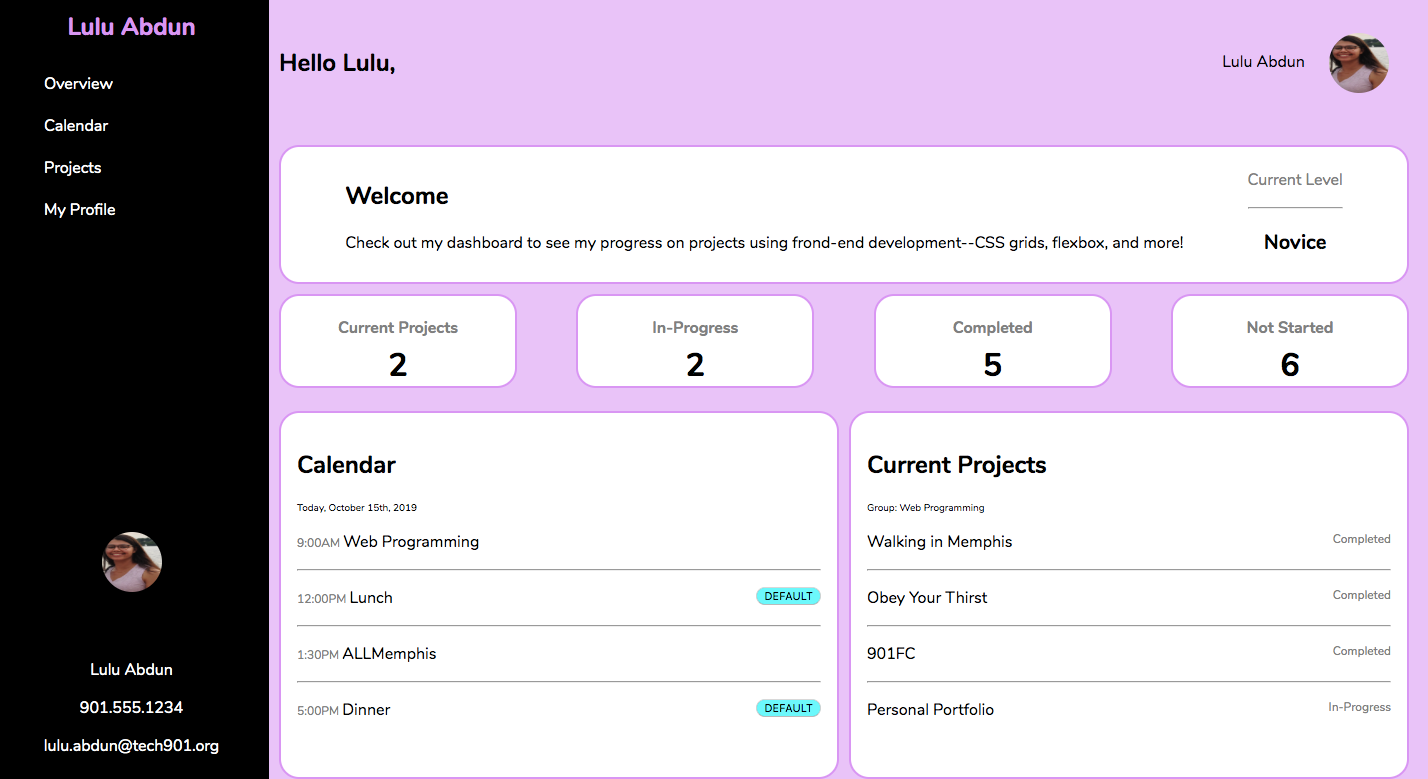 Lulu Abdun
Overview
Calendar
Projects
My Profile
Lulu Abdun
901.555.1234
lulu.abdun@tech901.org
Hello Lulu,
Lulu Abdun
Welcome
Check out my dashboard to see my progress on projects using frond-end development--CSS grids, flexbox, and more!
Current Level
Novice
Current Projects
2
In-Progress
2
Completed
5
Not Started
6
Calendar
Today, October 15th, 2019
9:00AM Web Programming
12:00PM Lunch DEFAULT
1:30PM ALLMemphis
5:00PM Dinner DEFAULT
Current Projects
Group: Web Programming
Walking in Memphis Completed
Obey Your Thirst Completed
901FC Completed
Personal Portfolio In-Progress